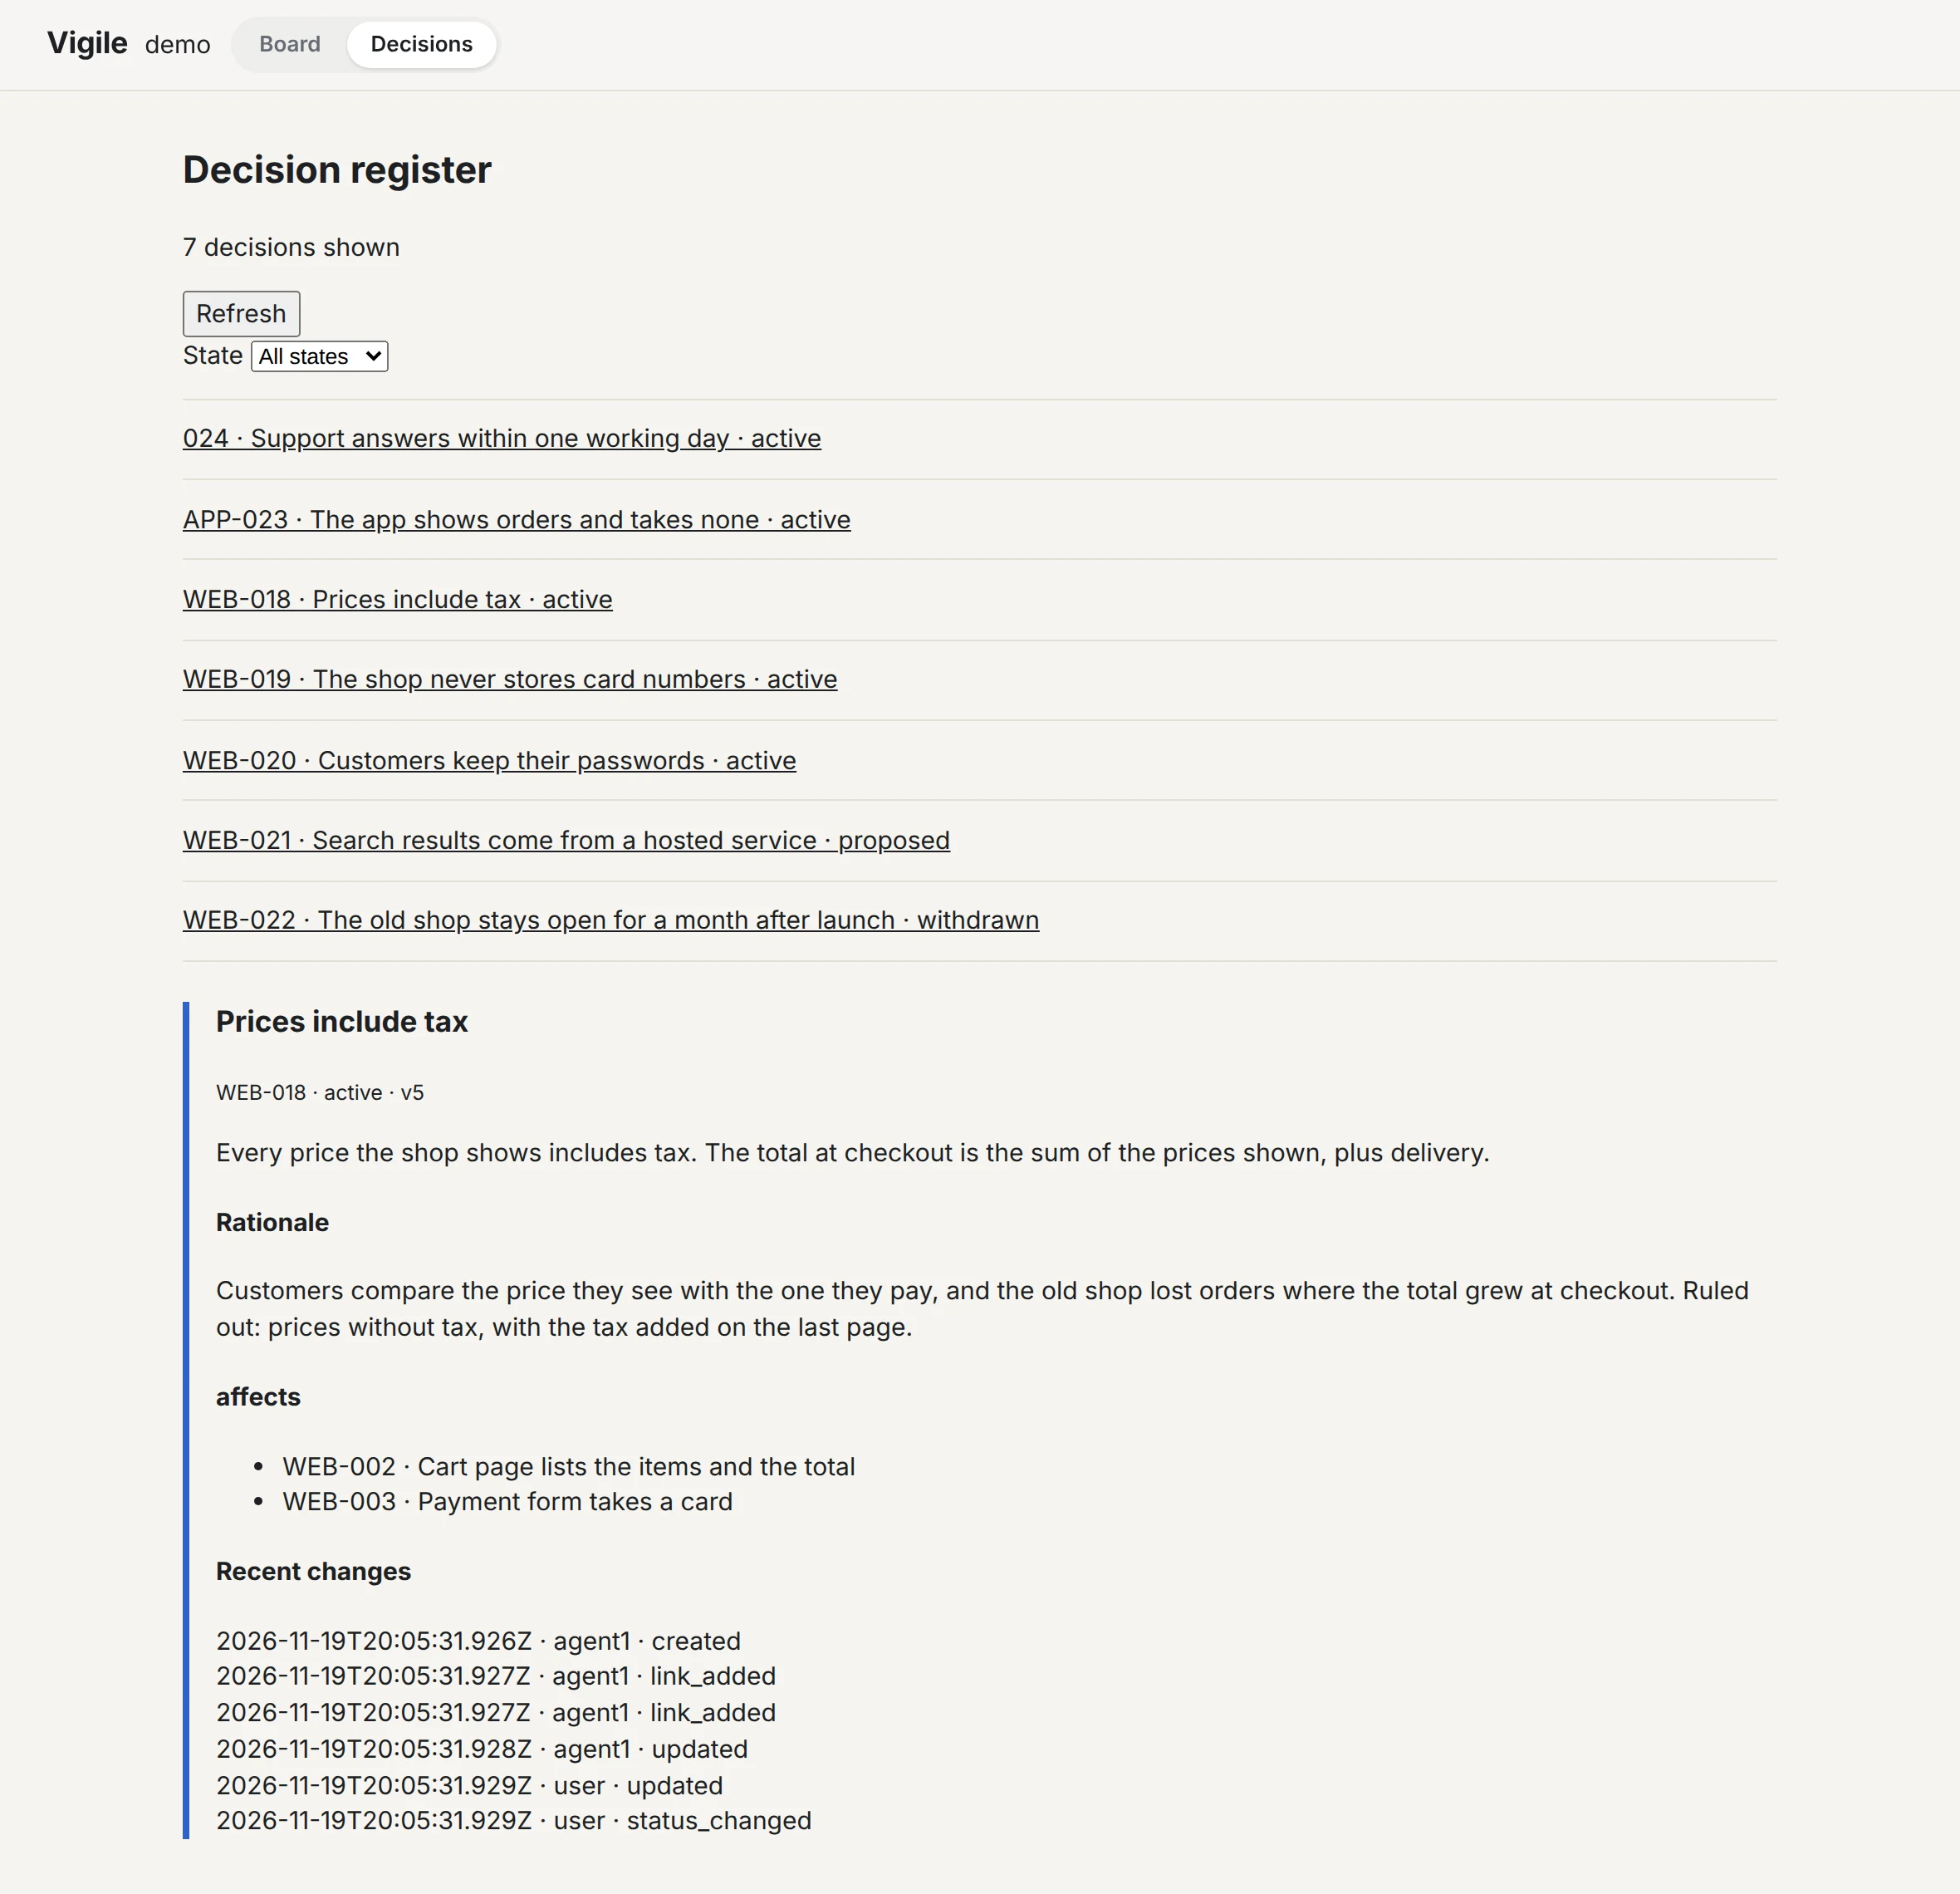 Vigile demo Board Decisions
Decision register
7 decisions shown
Refresh
State All states
024 · Support answers within one working day · active
APP-023 · The app shows orders and takes none · active
WEB-018 · Prices include tax · active
WEB-019 · The shop never stores card numbers · active
WEB-020 · Customers keep their passwords · active
WEB-021 · Search results come from a hosted service · proposed
WEB-022 · The old shop stays open for a month after launch · withdrawn
Prices include tax
WEB-018 · active · v5
Every price the shop shows includes tax. The total at checkout is the sum of the prices shown, plus delivery.
Rationale
Customers compare the price they see with the one they pay, and the old shop lost orders where the total grew at checkout. Ruled
out: prices without tax, with the tax added on the last page.
affects
• WEB-002 · Cart page lists the items and the total
• WEB-003 · Payment form takes a card
Recent changes
2026-11-19T20:05:31.926Z · agent1 · created
2026-11-19T20:05:31.927Z · agent1 · link_added
2026-11-19T20:05:31.927Z · agent1 · link_added
2026-11-19T20:05:31.928Z · agent1 · updated
2026-11-19T20:05:31.929Z · user · updated
2026-11-19T20:05:31.929Z · user · status_changed